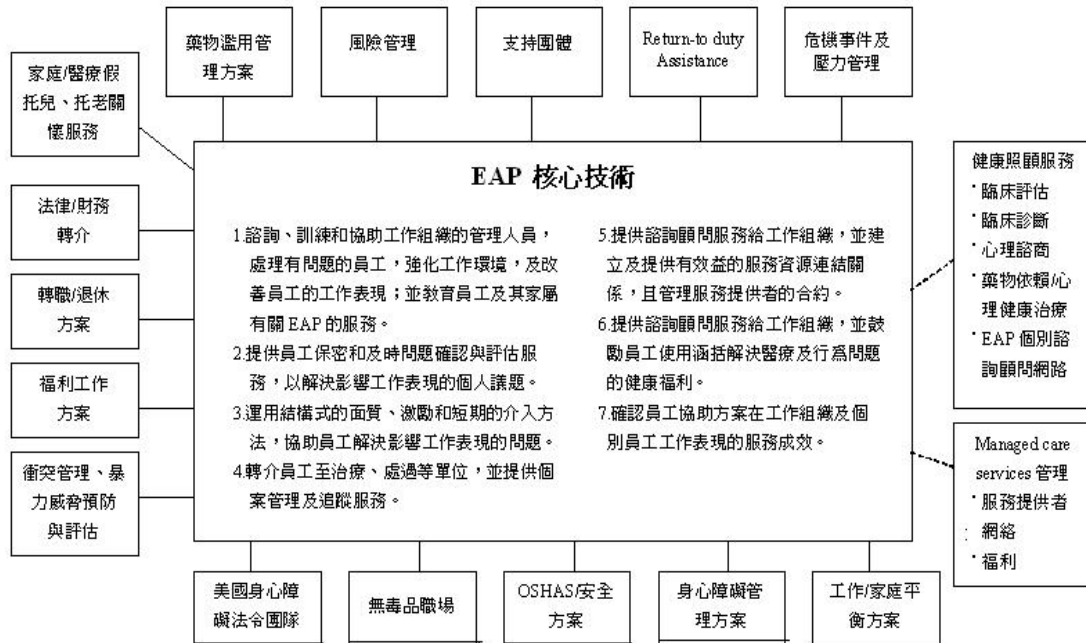 藥物濫用管
理方案
風險管理
支持團體
Return-to duty
Assistance
危機事件及
壓力管理
家庭/醫療假
托兒、托老關
懷服務
法律/財務
轉介
轉職/退休
方案
福利工作
方案
衝突管理、暴
力威脅預防
與評估
EAP 核心技術
1.諮詢、訓練和協助工作組織的管理人員,
處理有問題的員工,強化工作環境,及改
善員工的工作表現;並教育員工及其家屬
有關 EAP 的服務。
2.提供員工保密和及時問題確認與評估服
務,以解決影響工作表現的個人議題。
3.運用結構式的面質、激勵和短期的介入方
法,協助員工解決影響工作表現的問題。
4.轉介員工至治療、處遇等單位,並提供個
案管理及追蹤服務。
5.提供諮詢顧問服務給工作組織,並建
立及提供有效益的服務資源連結關
係,且管理服務提供者的合約。
6.提供諮詢顧問服務給工作組織,並鼓
勵員工使用涵括解決醫療及行為問題
的健康福利。
7.確認員工協助方案在工作組織及個
別員工工作表現的服務成效。
健康照顧服務
·臨床評估
·臨床診斷
·心理諮商
·藥物依賴/心
理健康治療
·EAP 個別諮
詢顧問網路
Managed care
services 管理
·服務提供者
: 網絡
·福利
美國身心障
礙法令團隊
無毒品職場
OSHAS/安全
方案
身心障礙管
理方案
工作/家庭平
衡方案